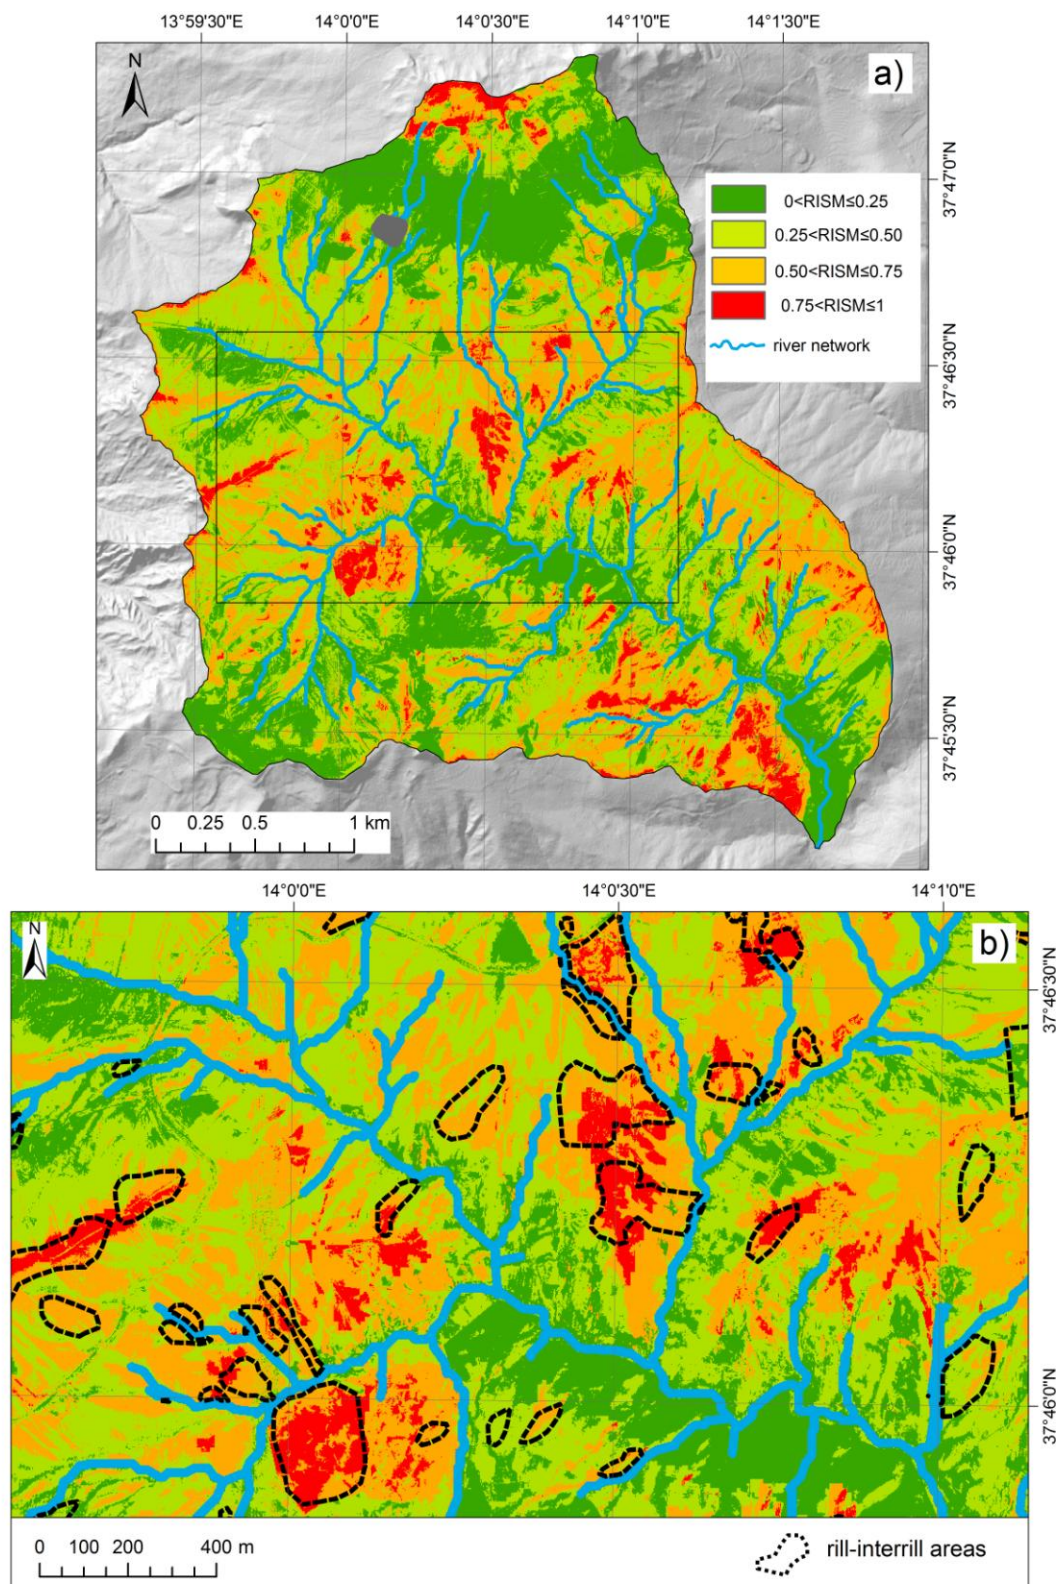 13°59'30"E 14°0'0"E 14°0'30"E 14°1'0"E 14°1'30"E
N
a)
37°47'0"N
0<RISM≤0.25
0.25<RISM≤0.50
0.50<RISM≤0.75
0.75<RISM≤1
river network
37°46'30"N
37°46'0"N
37°45'30"N
0 0.25 0.5 1 km
14°0'0"E 14°0'30"E 14°1'0"E
N
b)
37°46'30"N
37°46'0"N
0 100 200 400 m
rill-interrill areas